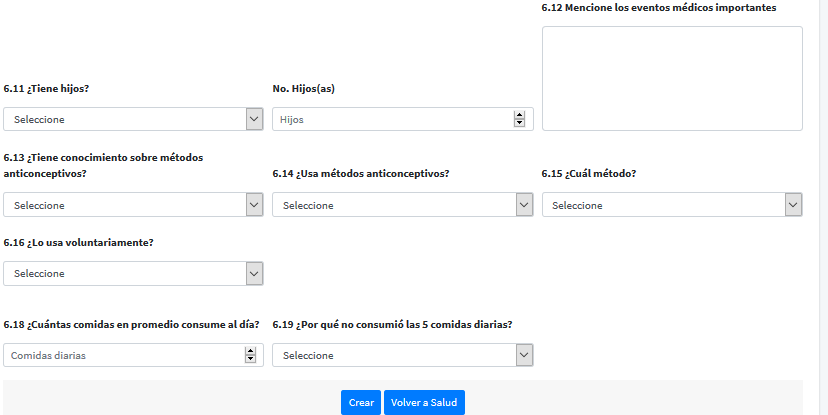 6.12 Mencione los eventos médicos importantes
6.11 ¿Tiene hijos?
No. Hijos(as)
Seleccione
Hijos
6.13 ¿Tiene conocimiento sobre métodos
anticonceptivos?
6.14 ¿Usa métodos anticonceptivos?
6.15 ¿Cuál método?
Seleccione
Seleccione
Seleccione
6.16 ¿Lo usa voluntariamente?
Seleccione
6.18 ¿Cuántas comidas en promedio consume al día?
6.19 ¿Por qué no consumió las 5 comidas diarias?
Comidas diarias
Seleccione
Crear
Volver a Salud